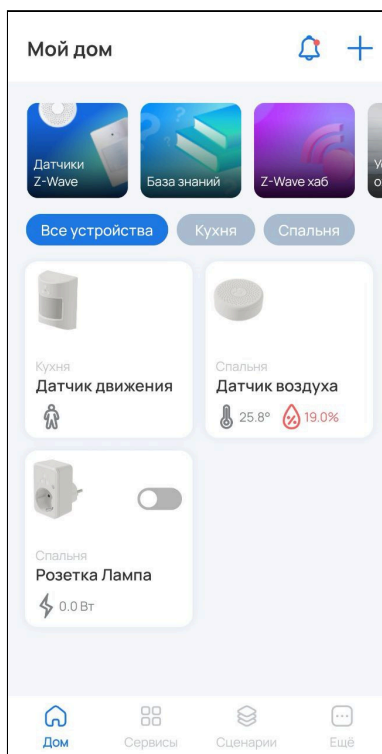 Мой дом
Датчики
Z-Wave
База знаний
Z-Wave хаб
Все устройства
Кухня
Спальня
Кухня
Датчик движения
Спальня
Датчик воздуха
25.8°
19.0%
Спальня
Розетка Лампа
0.0 Вт
Дом
Сервисы
Сценарии
Ещё